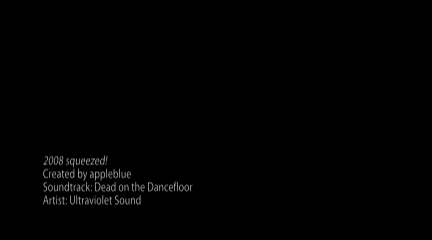 2008 squeezed!
Created by appleblue
Soundtrack: Dead on the Dancefloor
Artist: Ultraviolet Sound